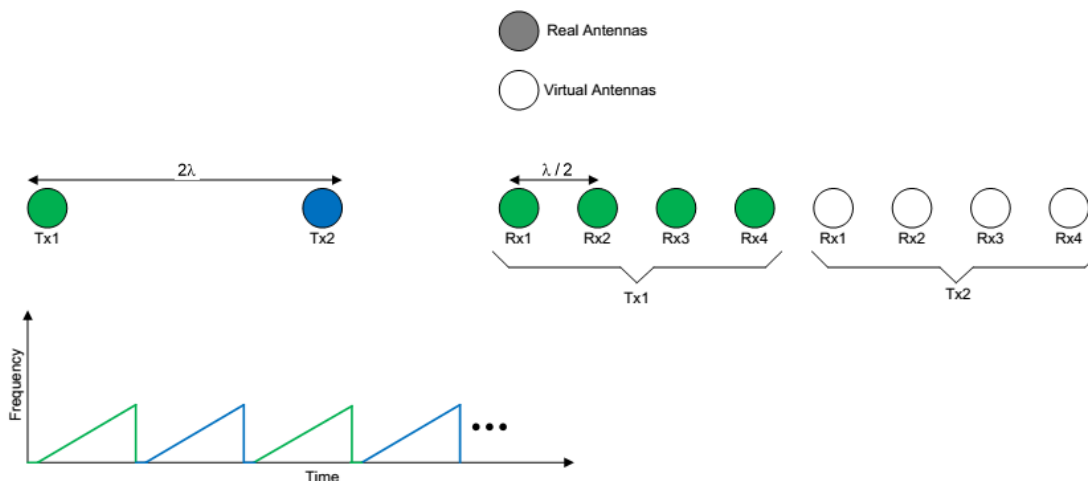 Real Antennas
Virtual Antennas
2λ
λ / 2
Tx1
Tx2
Rx1
Rx2
Rx3
Rx4
Rx1
Rx2
Rx3
Rx4
Tx1
Tx2
Frequency
Time